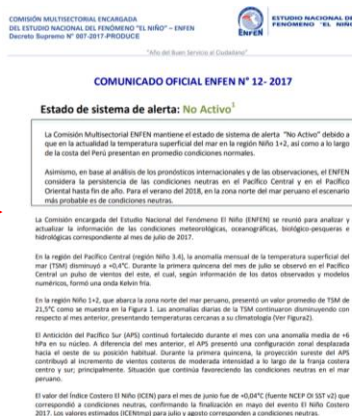 COMISIÓN MULTISECTORIAL ENCARGADA
DEL ESTUDIO NACIONAL DEL FENÓMENO "EL NIÑO" – ENFEN
Decreto Supremo N° 007-2017-PRODUCE
ENFEN
ESTUDIO NACIONAL DEL
FENÓMENO "EL NIÑO"
"Año del Buen Servicio al Ciudadano"
COMUNICADO OFICIAL ENFEN N° 12- 2017
Estado de sistema de alerta: No Activo1
La Comisión Multisectorial ENFEN mantiene el estado de sistema de alerta "No Activo" debido a
que en la actualidad la temperatura superficial del mar en la región Niño 1+2, así como a lo largo
de la costa del Perú presentan en promedio condiciones normales.
Asimismo, en base al análisis de los pronósticos internacionales y de las observaciones, el ENFEN
considera la persistencia de las condiciones neutras en el Pacífico Central y en el Pacífico
Oriental hasta fin de año. Para el verano del 2018, en la zona norte del mar peruano el escenario
más probable es de condiciones neutras.
La Comisión encargada del Estudio Nacional del Fenómeno El Niño (ENFEN) se reunió para analizar y
actualizar la información de las condiciones meteorológicas, oceanográficas, biológico-pesqueras e
hidrológicas correspondiente al mes de julio de 2017.
En la región del Pacífico Central (región Niño 3.4), la anomalía mensual de la temperatura superficial del
mar (TSM) disminuyó a +0,4°C. Durante la primera quincena del mes de julio se observó en el Pacífico
Central un pulso de vientos del este, el cual, según información de los datos observados y modelos
numéricos, formó una onda Kelvin fría.
En la región Niño 1+2, que abarca la zona norte del mar peruano, presentó un valor promedio de TSM de
21,5°C como se muestra en la Figura 1. Las anomalías diarias de la TSM continuaron disminuyendo con
respecto al mes anterior, presentando temperaturas cercanas a su climatología (Ver Figura2).
El Anticiclón del Pacífico Sur (APS) continuó fortalecido durante el mes con una anomalía media de +6
hPa en su núcleo. A diferencia del mes anterior, el APS presentó una configuración zonal desplazada
hacia el oeste de su posición habitual. Durante la primera quincena, la proyección sureste del APS
contribuyó al incremento de vientos costeros de moderada intensidad a lo largo de la franja costera
centro y sur; principalmente. Situación que continúa favoreciendo las condiciones neutras en el mar
peruano.
El valor del Índice Costero El Niño (ICEN) para el mes de junio fue de +0,04°C (fuente NCEP OI SST v2) que
correspondió a condiciones neutras, confirmando la finalización en mayo del evento El Niño Costero
2017. Los valores estimados (ICENtmp) para julio y agosto corresponden a condiciones neutras.